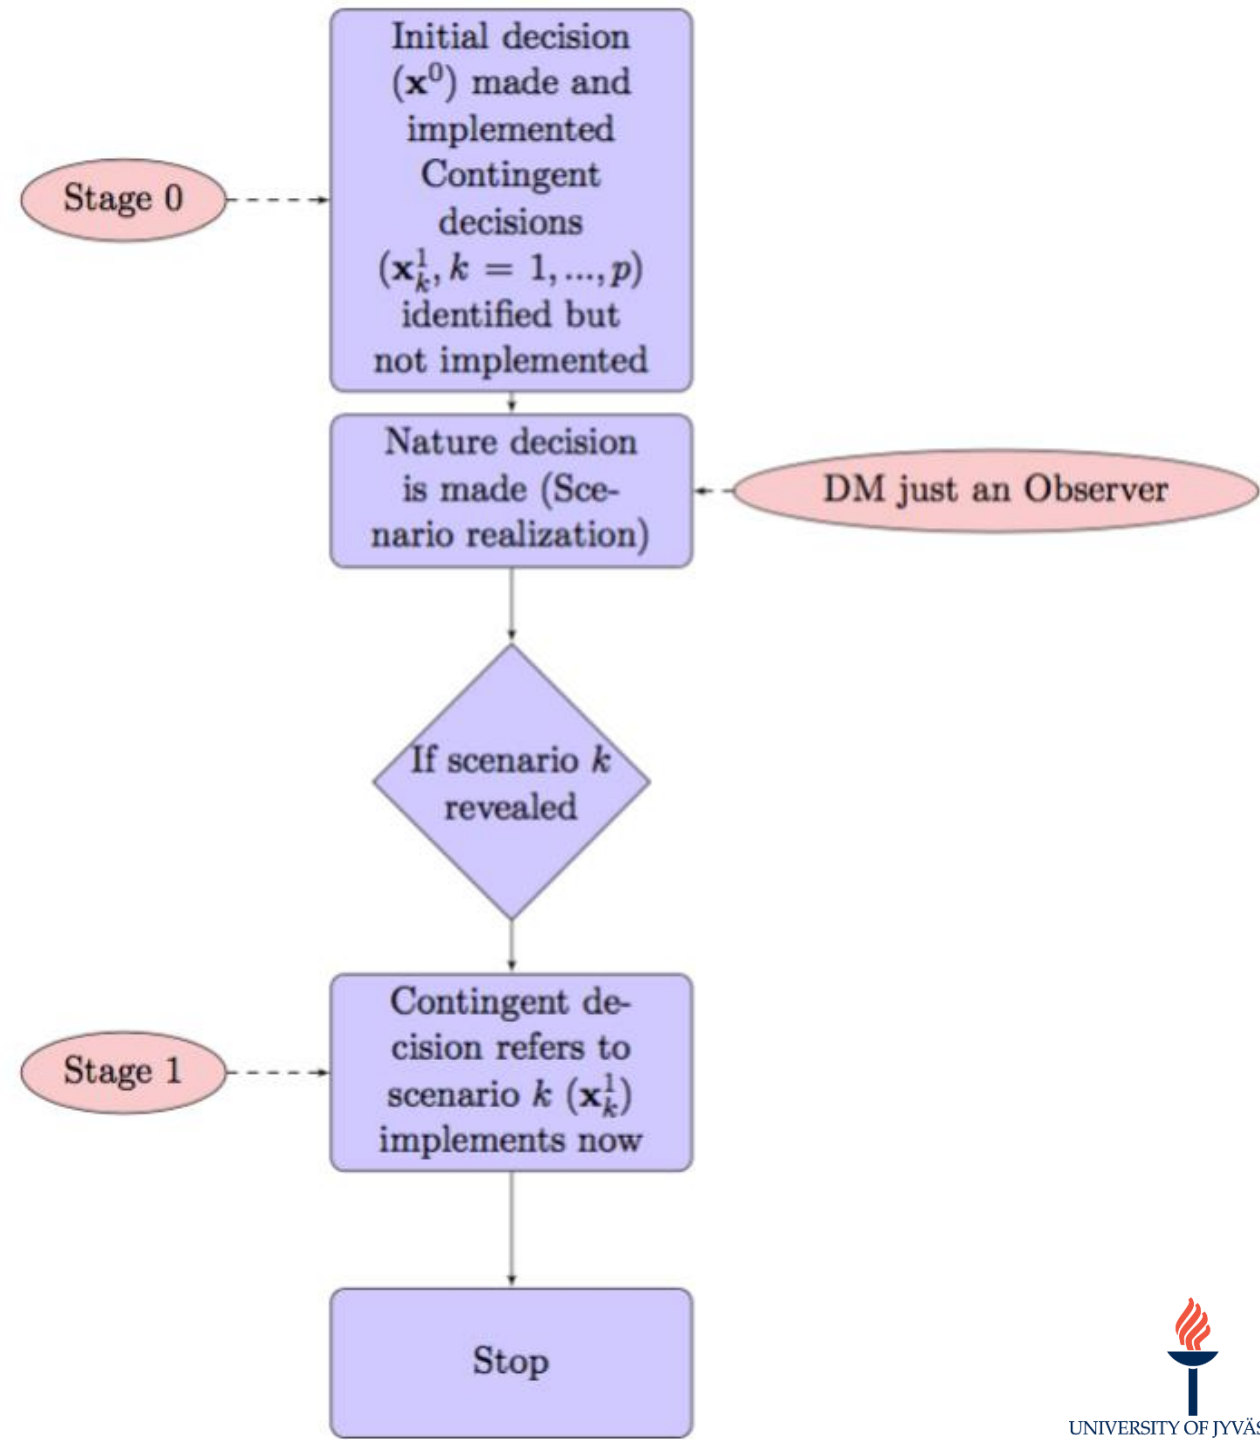 Initial decision
(x⁰) made and
implemented
Contingent
decisions
(x¹ₖ, k = 1, ..., p)
identified but
not implemented
Stage 0
Nature decision
is made (Sce-
nario realization)
DM just an Observer
If scenario k
revealed
Contingent de-
cision refers to
scenario k (x¹ₖ)
implements now
Stage 1
Stop
UNIVERSITY OF